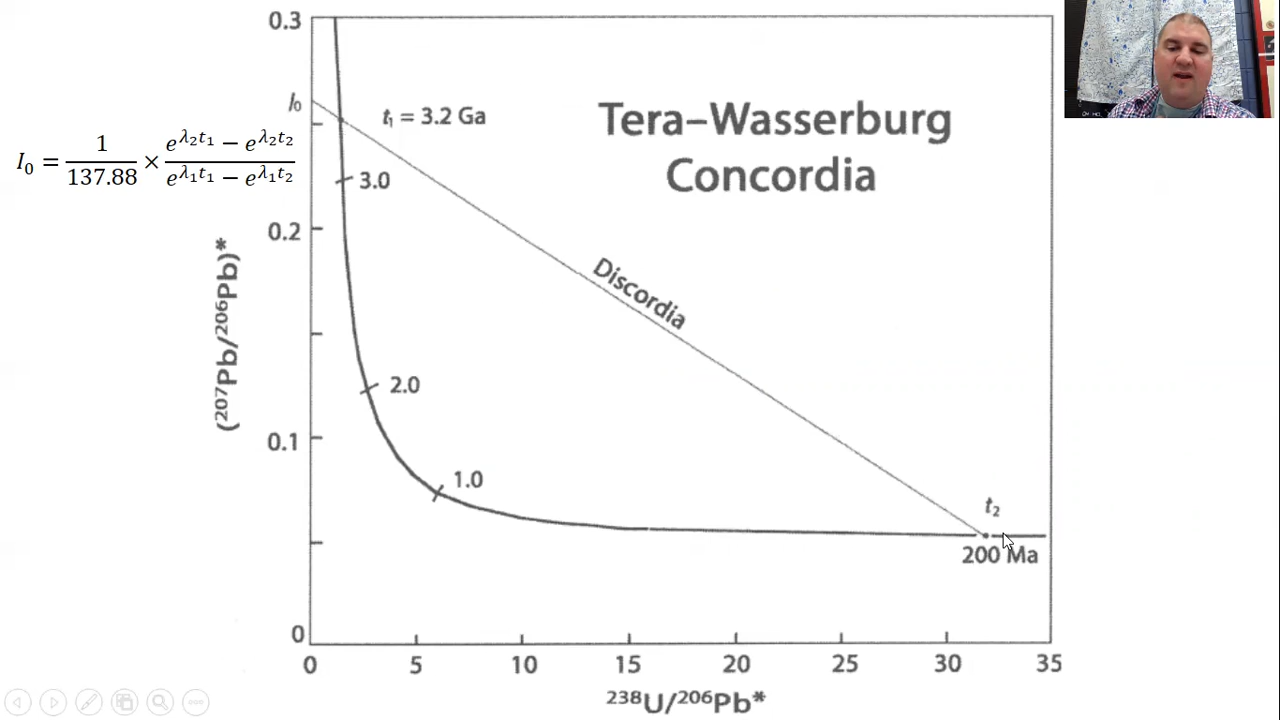 0.3
I₀
t₁ = 3.2 Ga
Tera–Wasserburg
Concordia
I₀ = 1/137.88 × (e^λ₂t₁ − e^λ₂t₂)/(e^λ₁t₁ − e^λ₁t₂)
3.0
0.2
(²⁰⁷Pb/²⁰⁶Pb)*
Discordia
2.0
0.1
1.0
t₂
200 Ma
0
0 5 10 15 20 25 30 35
²³⁸U/²⁰⁶Pb*